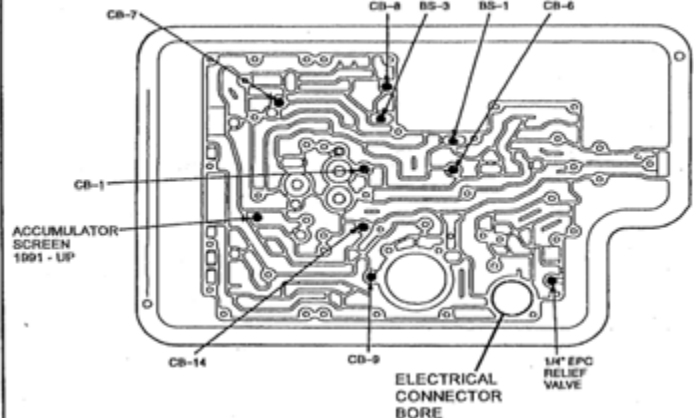 CB-8 BS-3 BS-1 CB-6
CB-7
CB-1
ACCUMULATOR
SCREEN
1991 - UP
CB-14
CB-9
ELECTRICAL
CONNECTOR
BORE
1/4" EPC
RELIEF
VALVE